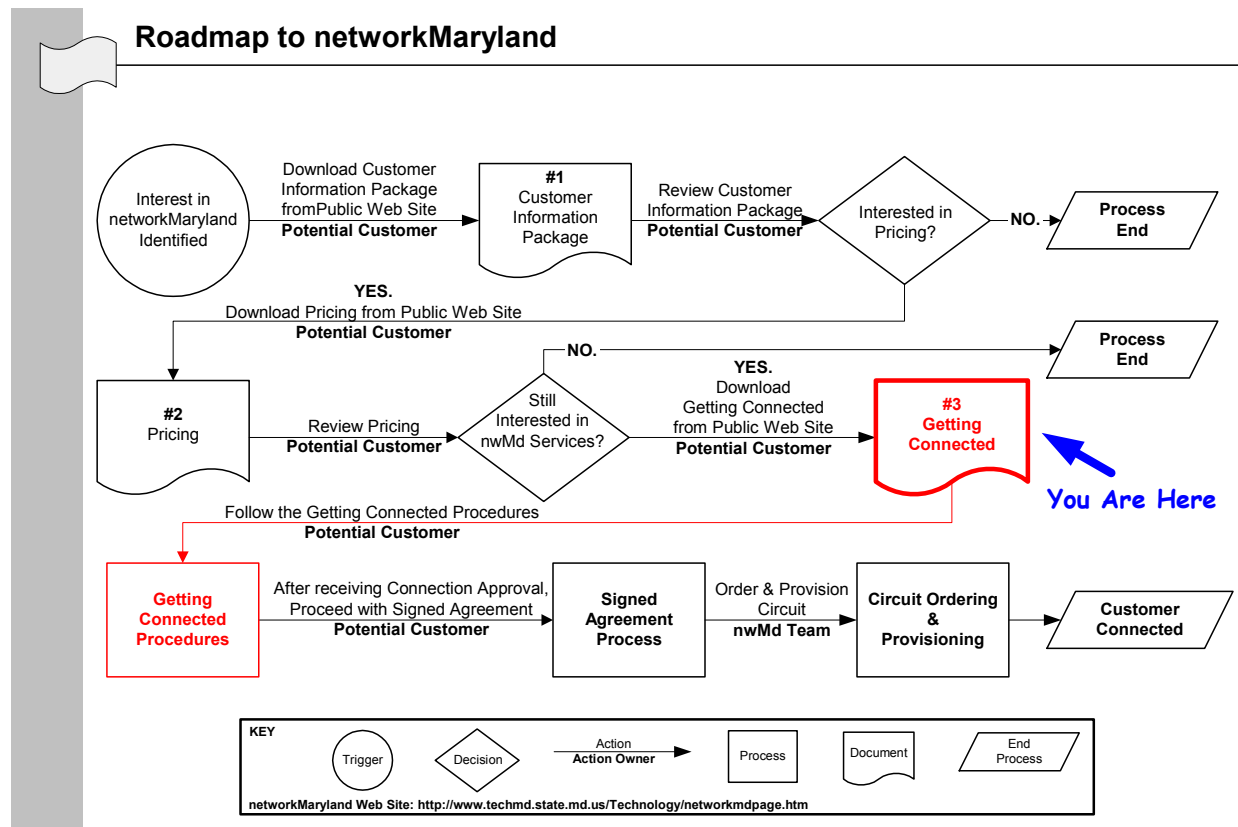 Roadmap to networkMaryland
Interest in
networkMaryland
Identified
Download Customer
Information Package
fromPublic Web Site
Potential Customer
#1
Customer
Information
Package
Review Customer
Information Package
Potential Customer
Interested in
Pricing?
NO.
Process
End
YES.
Download Pricing from Public Web Site
Potential Customer
#2
Pricing
Review Pricing
Potential Customer
Still
Interested in
nwMd Services?
NO.
Process
End
YES.
Download
Getting Connected
from Public Web Site
Potential Customer
#3
Getting
Connected
You Are Here
Follow the Getting Connected Procedures
Potential Customer
Getting
Connected
Procedures
After receiving Connection Approval,
Proceed with Signed Agreement
Potential Customer
Signed
Agreement
Process
Order & Provision
Circuit
nwMd Team
Circuit Ordering
&
Provisioning
Customer
Connected
KEY
Trigger
Decision
Action
Action Owner
Process
Document
End
Process
networkMaryland Web Site: http://www.techmd.state.md.us/Technology/networkmdpage.htm